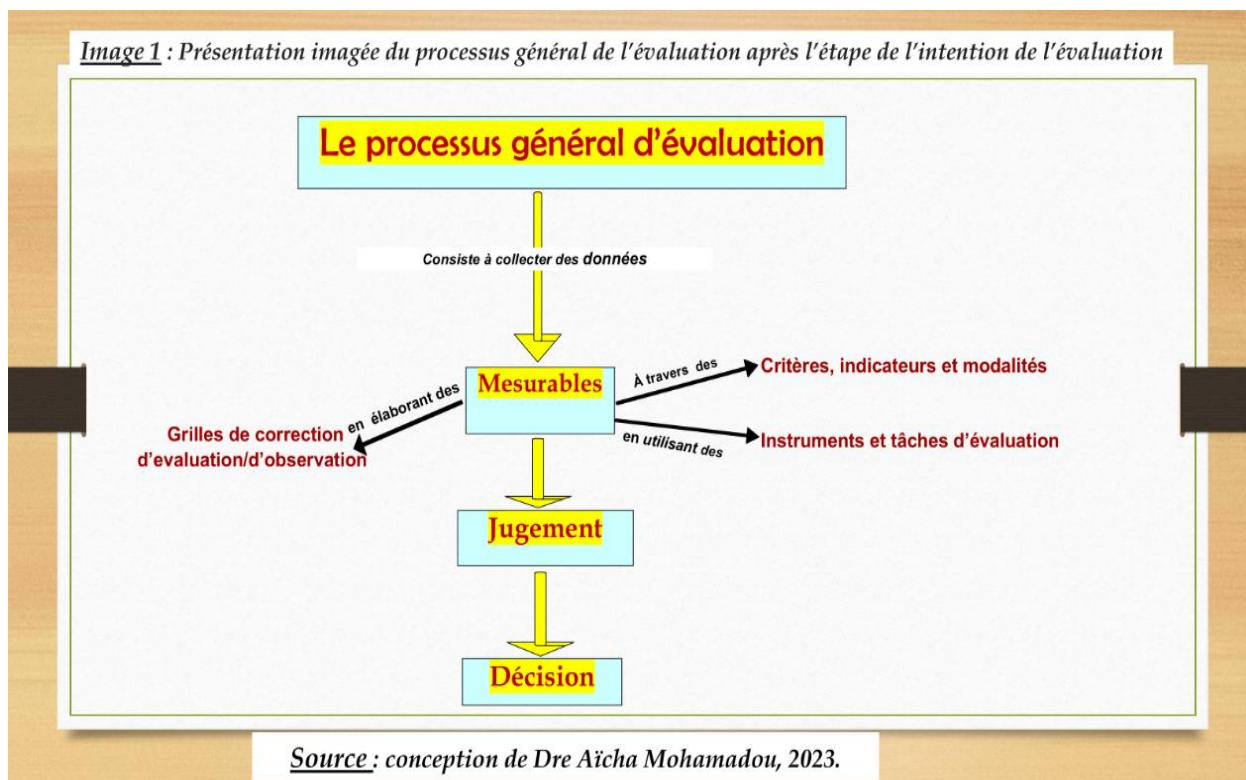 Image 1 : Présentation imagée du processus général de l'évaluation après l'étape de l'intention de l'évaluation
Le processus général d'évaluation
Consiste à collecter des données
Mesurables
À travers des
Critères, indicateurs et modalités
en élaborant des
Grilles de correction
d'evaluation/d'observation
en utilisant des
Instruments et tâches d'évaluation
Jugement
Décision
Source : conception de Dre Aïcha Mohamadou, 2023.